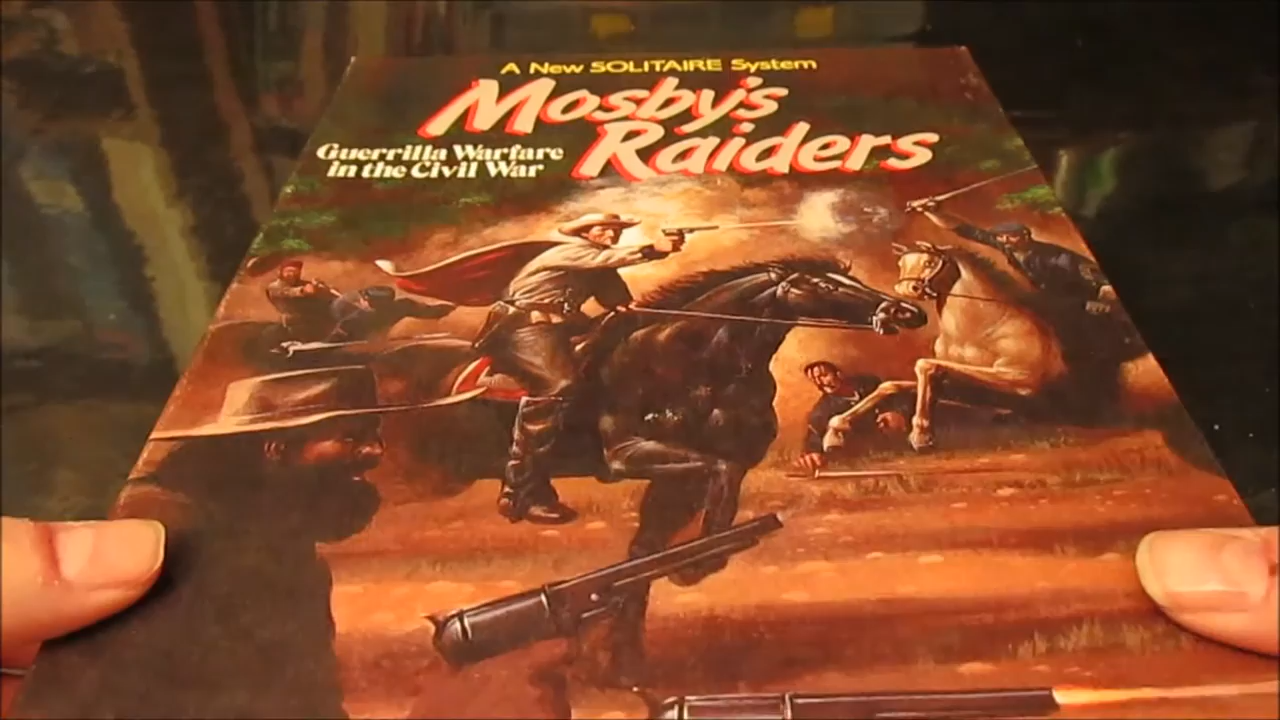 A New SOLITAIRE System
Mosby's
Raiders
Guerrilla Warfare
in the Civil War